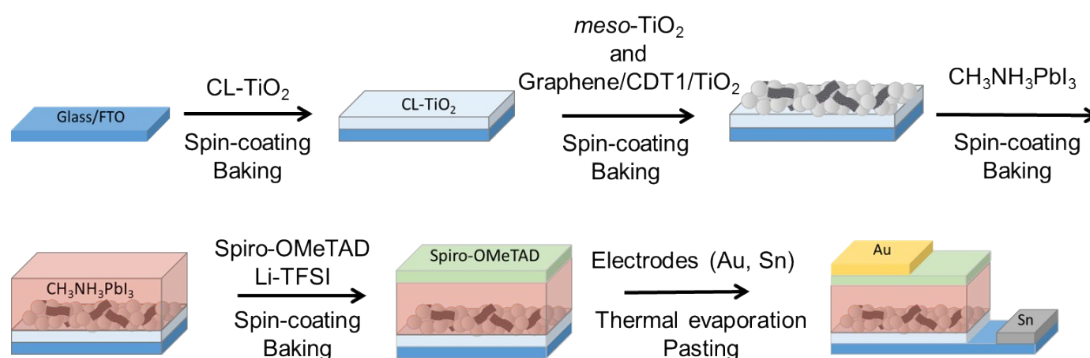 Glass/FTO
CL-TiO₂
Spin-coating
Baking
CL-TiO₂
meso-TiO₂
and
Graphene/CDT1/TiO₂
Spin-coating
Baking
CH₃NH₃PbI₃
Spin-coating
Baking
CH₃NH₃PbI₃
Spiro-OMeTAD
Li-TFSI
Spin-coating
Baking
Spiro-OMeTAD
Electrodes (Au, Sn)
Thermal evaporation
Pasting
Au
Sn